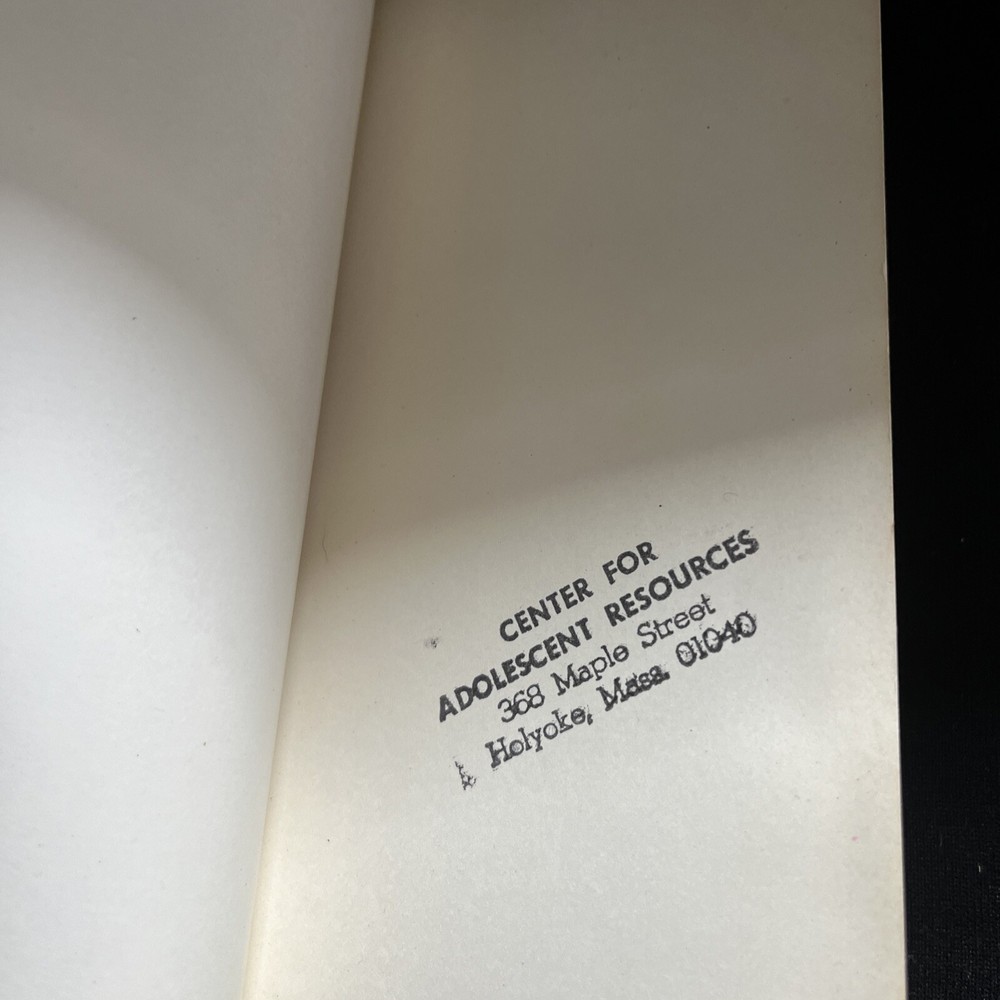 CENTER FOR
ADOLESCENT RESOURCES
368 Maple Street
Holyoke, Mass. 01040